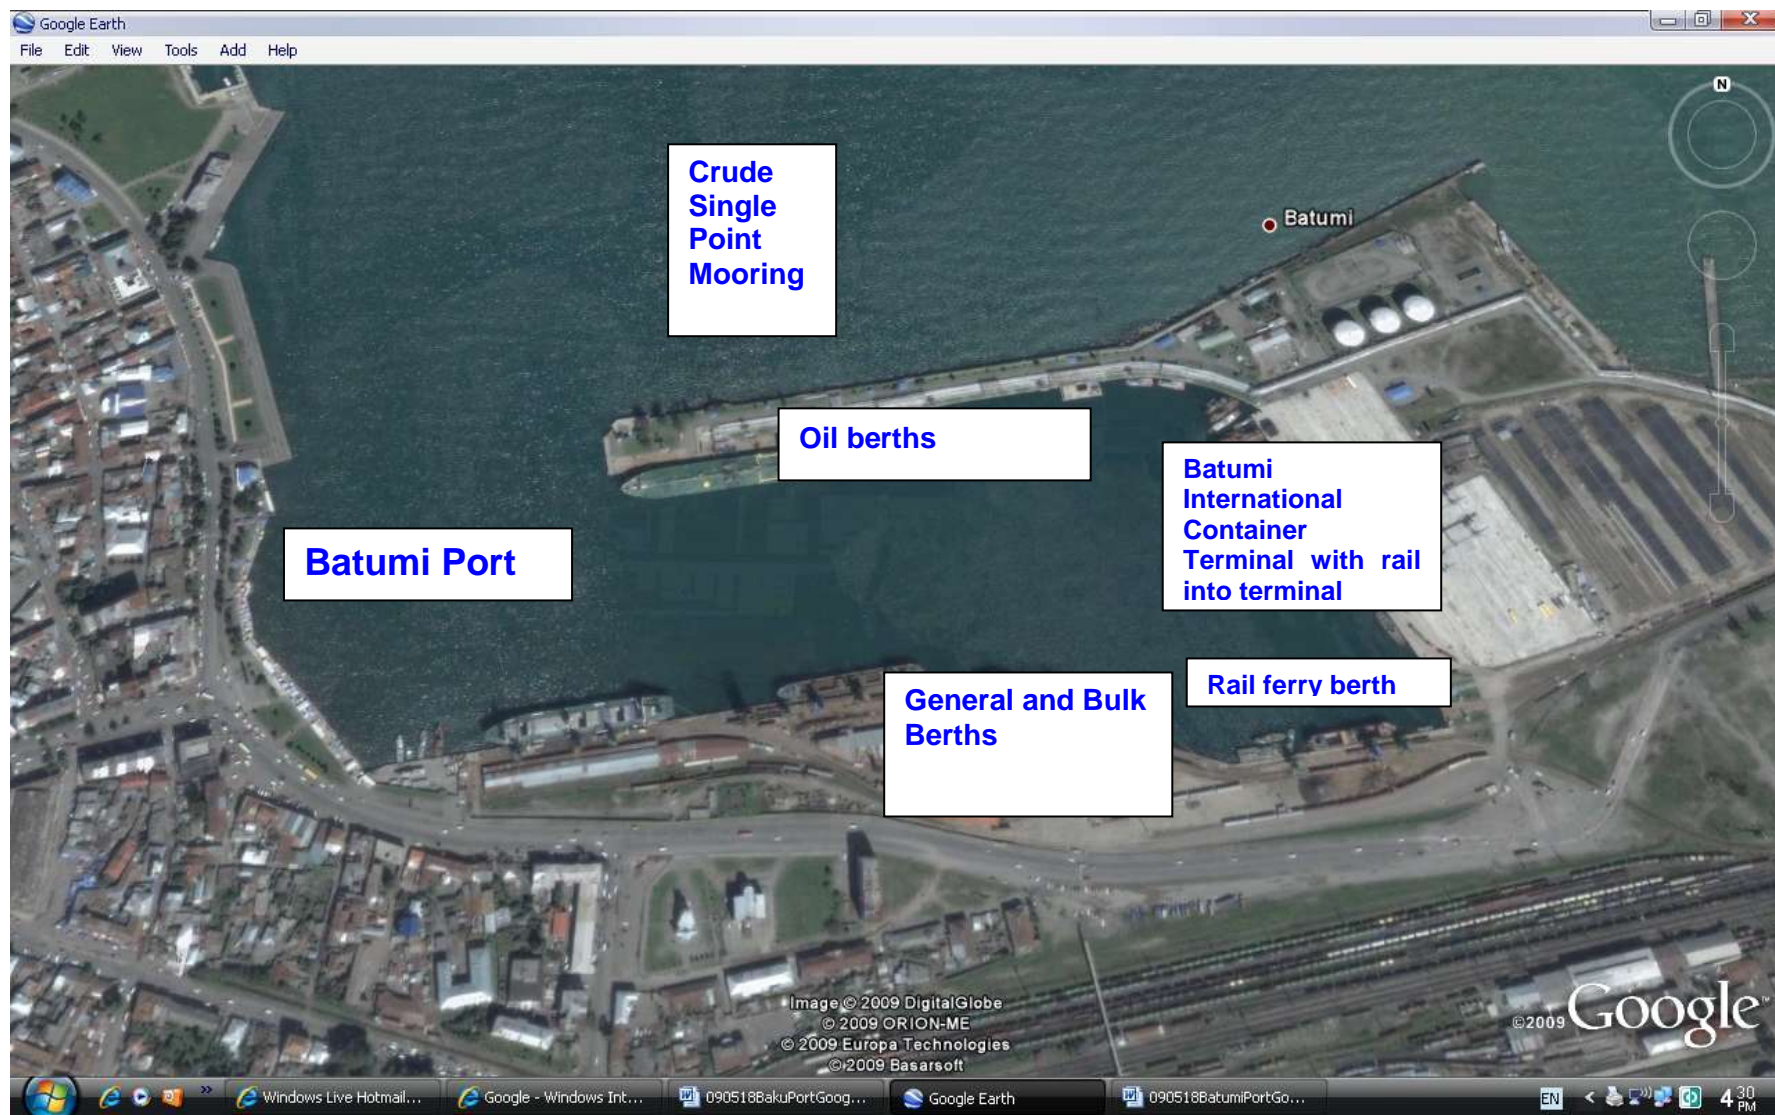 Google Earth
File Edit View Tools Add Help
N
Crude
Single
Point
Mooring
Batumi
Oil berths
Batumi
International
Container
Terminal with rail
into terminal
Batumi Port
Rail ferry berth
General and Bulk
Berths
Image © 2009 DigitalGlobe
© 2009 ORION-ME
© 2009 Europa Technologies
© 2009 Basarsoft
©2009 Google™
Windows Live Hotmail...
Google - Windows Int...
090518BakuPortGoog...
Google Earth
090518BatumiPortGo...
EN
4:30 PM